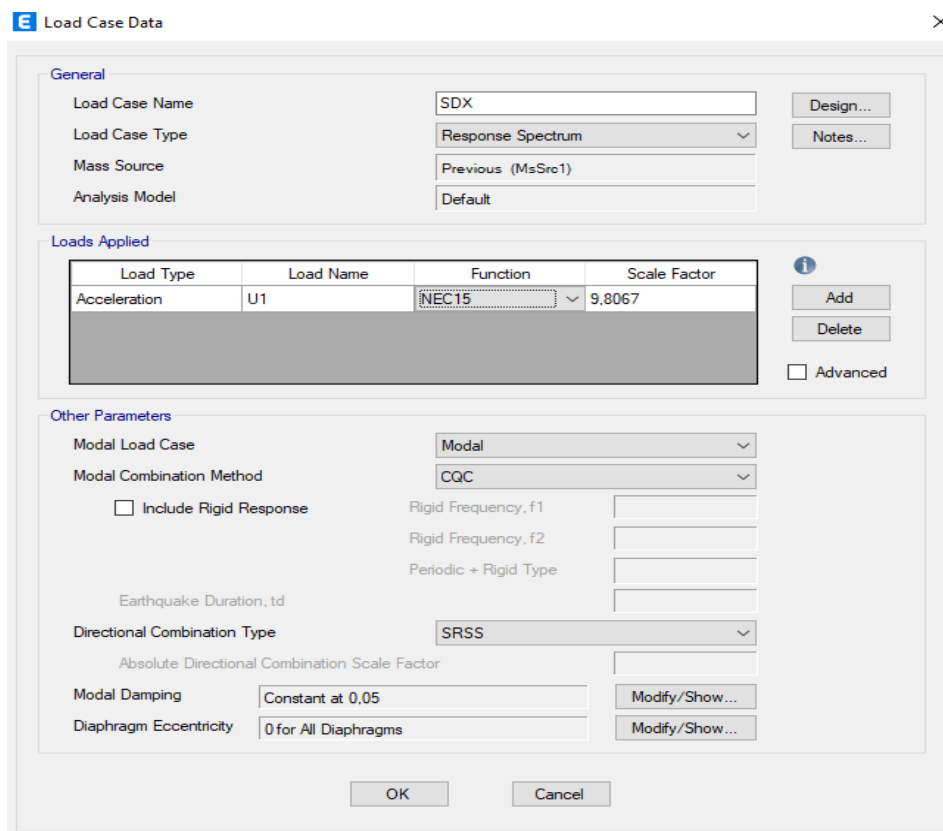 E Load Case Data
General
Load Case Name SDX Design...
Load Case Type Response Spectrum Notes...
Mass Source Previous (MsSrc1)
Analysis Model Default
Loads Applied
Load Type Load Name Function Scale Factor
Acceleration U1 NEC15 9,8067
Add
Delete
Advanced
Other Parameters
Modal Load Case Modal
Modal Combination Method CQC
Include Rigid Response Rigid Frequency, f1
Rigid Frequency, f2
Periodic + Rigid Type
Earthquake Duration, td
Directional Combination Type SRSS
Absolute Directional Combination Scale Factor
Modal Damping Constant at 0,05 Modify/Show...
Diaphragm Eccentricity 0 for All Diaphragms Modify/Show...
OK Cancel